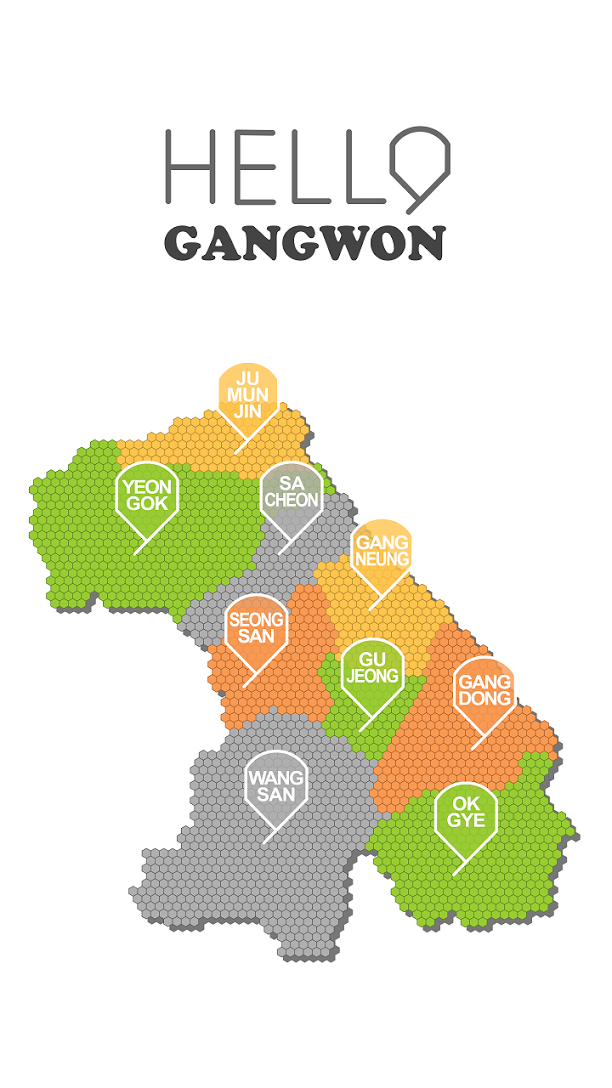 HELLO
GANGWON
JU
MUN
JIN
YEON
GOK
SA
CHEON
GANG
NEUNG
SEONG
SAN
GU
JEONG
GANG
DONG
WANG
SAN
OK
GYE